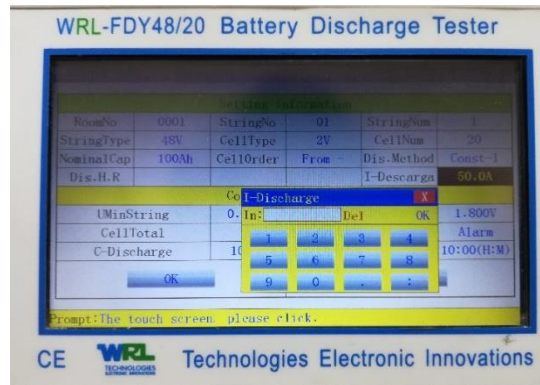 WRL-FDY48/20 Battery Discharge Tester
Setting Information
RoomNo 0001 StringNo 01 StringNum 1
StringType 48V CellType 2V CellNum 20
NominalCap 100Ah CellOrder From - Dis.Method Const-I
Dis.H.R I-Descarga 50.0A
Co I-Discharge X
UMinString 0. In: Del OK 1.800V
CellTotal 1 2 3 4 Alarm
C-Discharge 10 5 6 7 8 10:00(H:M)
OK 9 0 . :
Prompt:The touch screen, please click.
CE WRL Technologies Electronic Innovations
TECHNOLOGIES